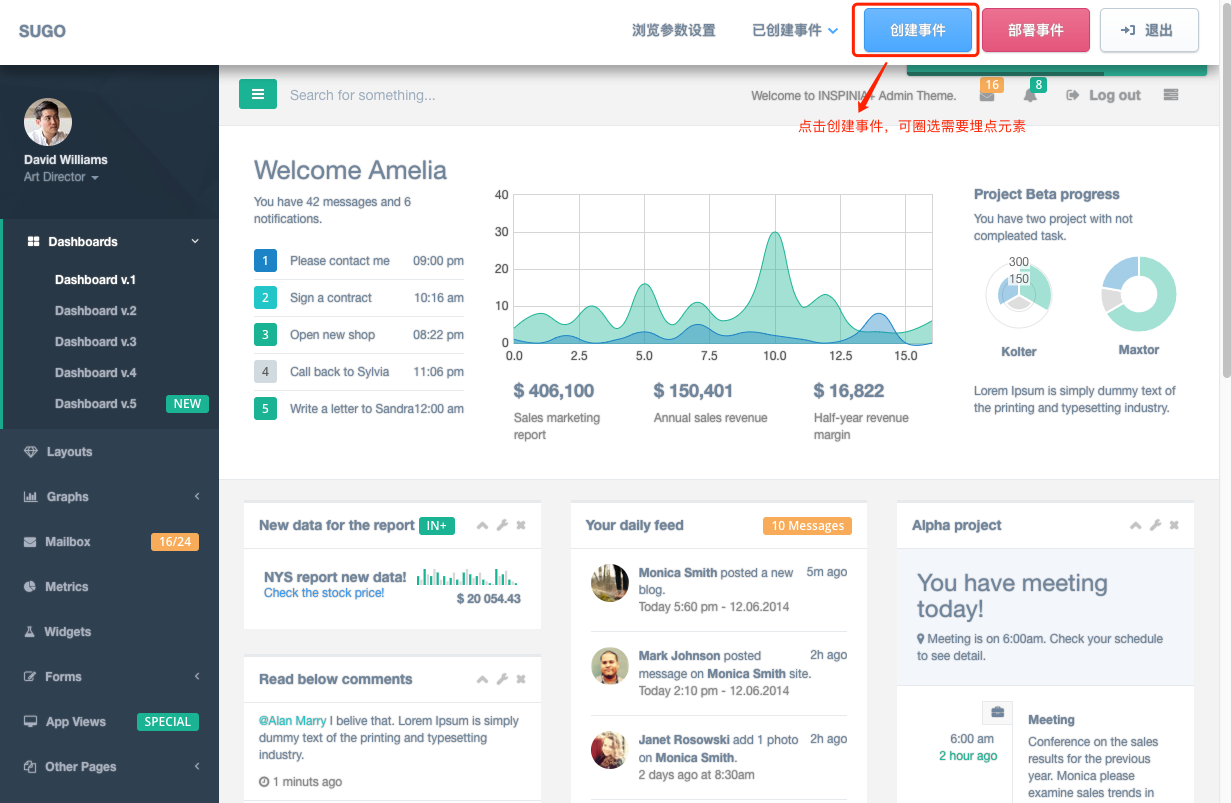 SUGO
浏览参数设置
已创建事件
创建事件
部署事件
退出
David Williams
Art Director
Dashboards
Dashboard v.1
Dashboard v.2
Dashboard v.3
Dashboard v.4
Dashboard v.5 NEW
Layouts
Graphs
Mailbox 16/24
Metrics
Widgets
Forms
App Views SPECIAL
Other Pages
Search for something...
Welcome to INSPINIA+ Admin Theme.
16
8
Log out
点击创建事件，可圈选需要埋点元素
Welcome Amelia
You have 42 messages and 6
notifications.
1 Please contact me 09:00 pm
2 Sign a contract 10:16 am
3 Open new shop 08:22 pm
4 Call back to Sylvia 11:06 pm
5 Write a letter to Sandra 12:00 am
40
30
20
10
0
0.0 2.5 5.0 7.5 10.0 12.5 15.0
$ 406,100
Sales marketing
report
$ 150,401
Annual sales revenue
$ 16,822
Half-year revenue
margin
Project Beta progress
You have two project with not
compleated task.
300
150
Kolter
Maxtor
Lorem Ipsum is simply dummy text of
the printing and typesetting industry.
New data for the report IN+
NYS report new data!
Check the stock price!
$ 20 054.43
Read below comments
@Alan Marry I belive that. Lorem Ipsum is simply
dummy text of the printing and typesetting
industry.
1 minuts ago
Your daily feed 10 Messages
Monica Smith posted a new 5m ago
blog.
Today 5:60 pm - 12.06.2014
Mark Johnson posted 2h ago
message on Monica Smith site.
Today 2:10 pm - 12.06.2014
Janet Rosowski add 1 photo 2h ago
on Monica Smith.
2 days ago at 8:30am
Alpha project
You have meeting
today!
Meeting is on 6:00am. Check your schedule
to see detail.
6:00 am
2 hour ago
Meeting
Conference on the sales
results for the previous
year. Monica please
examine sales trends in